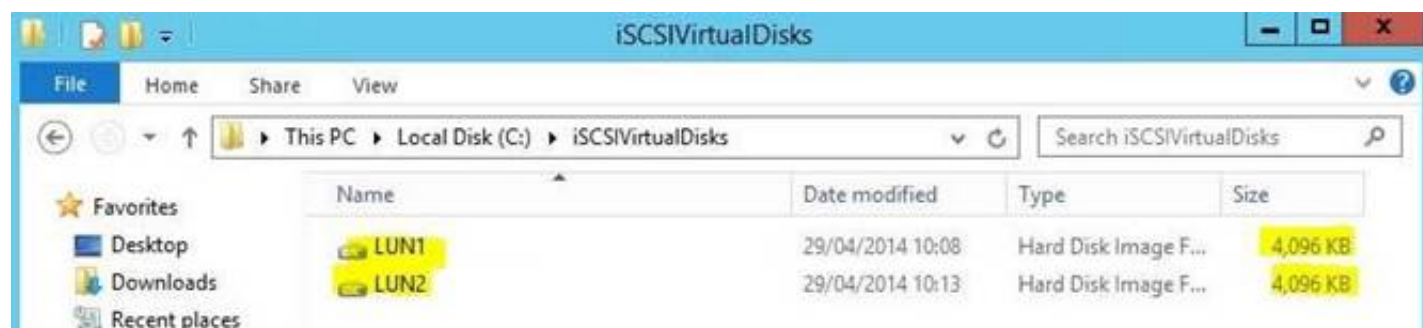 iSCSIVirtualDisks
File Home Share View
This PC Local Disk (C:) iSCSIVirtualDisks Search iSCSIVirtualDisks
Favorites Name Date modified Type Size
Desktop LUN1 29/04/2014 10:08 Hard Disk Image F... 4,096 KB
Downloads LUN2 29/04/2014 10:13 Hard Disk Image F... 4,096 KB
Recent places